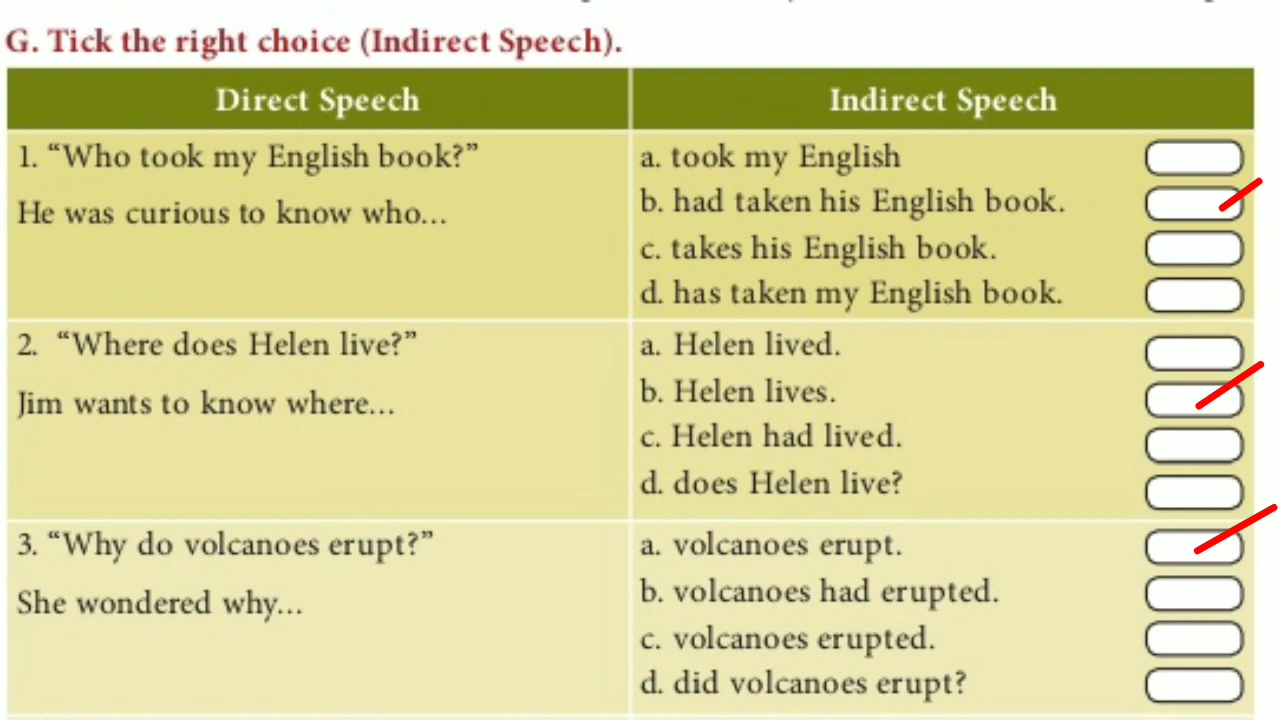 G. Tick the right choice (Indirect Speech).
Direct Speech
Indirect Speech
1. “Who took my English book?”
He was curious to know who...
a. took my English
b. had taken his English book.
c. takes his English book.
d. has taken my English book.
2. “Where does Helen live?”
Jim wants to know where...
a. Helen lived.
b. Helen lives.
c. Helen had lived.
d. does Helen live?
3. “Why do volcanoes erupt?”
She wondered why...
a. volcanoes erupt.
b. volcanoes had erupted.
c. volcanoes erupted.
d. did volcanoes erupt?